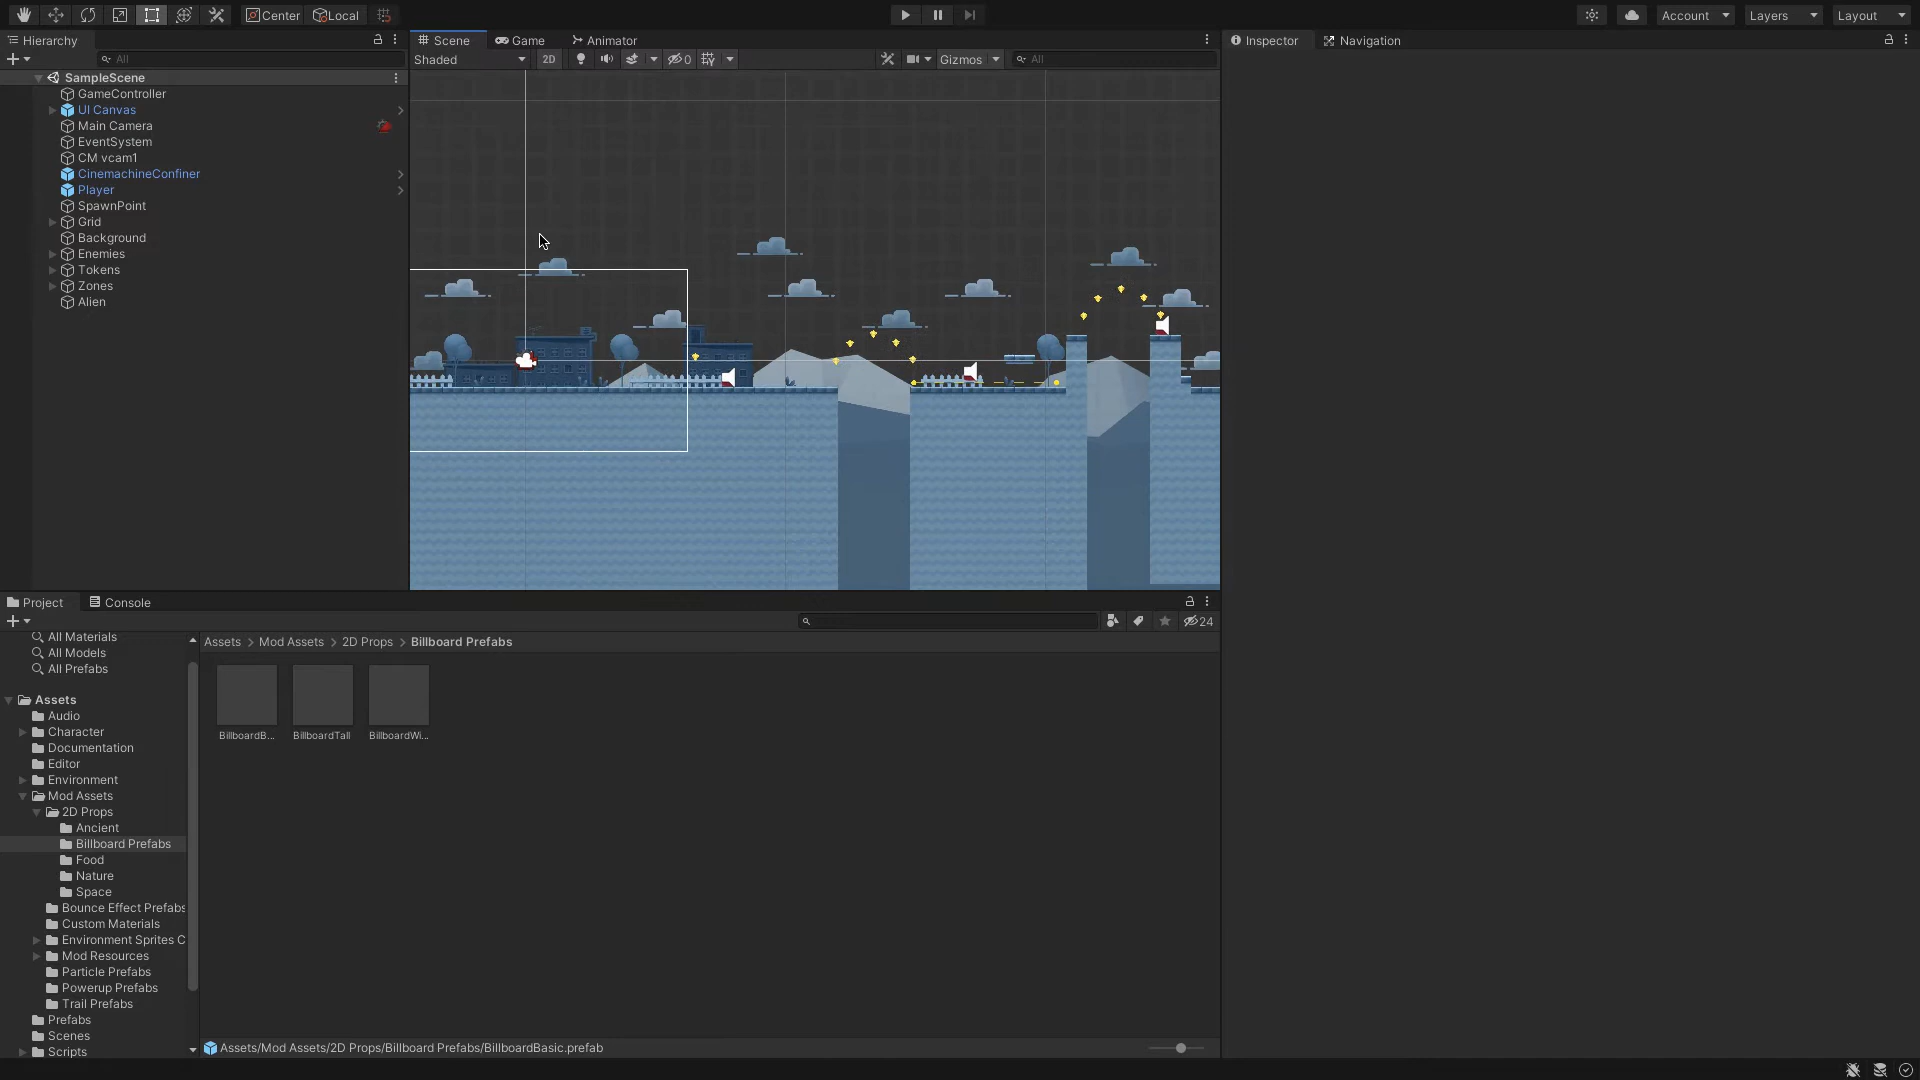 Center Local Account Layers Layout
Hierarchy Scene Game Animator Inspector Navigation
All Shaded 2D 0 Gizmos All
SampleScene
GameController
UI Canvas
Main Camera
EventSystem
CM vcam1
CinemachineConfiner
Player
SpawnPoint
Grid
Background
Enemies
Tokens
Zones
Alien
Project Console
24
All Materials
All Models
All Prefabs
Assets
Audio
Character
Documentation
Editor
Environment
Mod Assets
2D Props
Ancient
Billboard Prefabs
Food
Nature
Space
Bounce Effect Prefabs
Custom Materials
Environment Sprites C
Mod Resources
Particle Prefabs
Powerup Prefabs
Trail Prefabs
Prefabs
Scenes
Scripts
Assets > Mod Assets > 2D Props > Billboard Prefabs
BillboardB... BillboardTall BillboardWi...
Assets/Mod Assets/2D Props/Billboard Prefabs/BillboardBasic.prefab